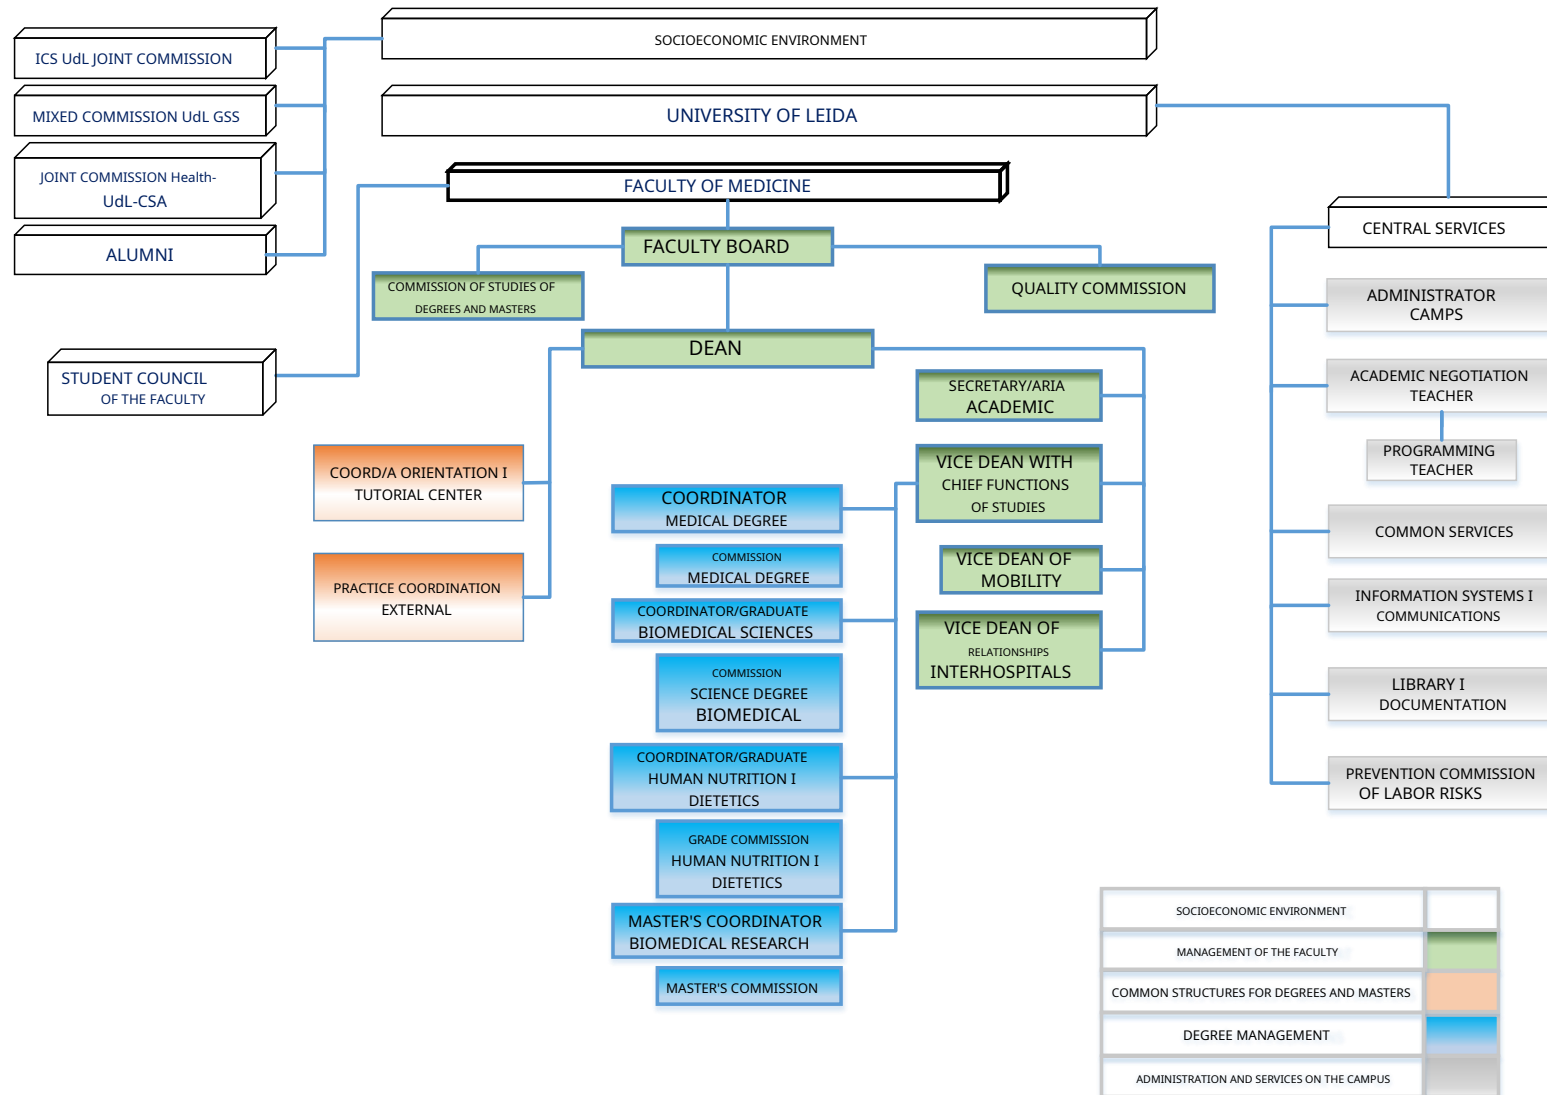 SOCIOECONOMIC ENVIRONMENT
ICS UdL JOINT COMMISSION
MIXED COMMISSION UdL GSS
UNIVERSITY OF LEIDA
JOINT COMMISSION Health-
UdL-CSA
FACULTY OF MEDICINE
ALUMNI
FACULTY BOARD
COMMISSION OF STUDIES OF
DEGREES AND MASTERS
QUALITY COMMISSION
DEAN
STUDENT COUNCIL
OF THE FACULTY
SECRETARY/ARIA
ACADEMIC
COORD/A ORIENTATION I
TUTORIAL CENTER
PRACTICE COORDINATION
EXTERNAL
VICE DEAN WITH
CHIEF FUNCTIONS
OF STUDIES
VICE DEAN OF
MOBILITY
VICE DEAN OF
RELATIONSHIPS
INTERHOSPITALS
COORDINATOR
MEDICAL DEGREE
COMMISSION
MEDICAL DEGREE
COORDINATOR/GRADUATE
BIOMEDICAL SCIENCES
COMMISSION
SCIENCE DEGREE
BIOMEDICAL
COORDINATOR/GRADUATE
HUMAN NUTRITION I
DIETETICS
GRADE COMMISSION
HUMAN NUTRITION I
DIETETICS
MASTER'S COORDINATOR
BIOMEDICAL RESEARCH
MASTER'S COMMISSION
CENTRAL SERVICES
ADMINISTRATOR
CAMPS
ACADEMIC NEGOTIATION
TEACHER
PROGRAMMING
TEACHER
COMMON SERVICES
INFORMATION SYSTEMS I
COMMUNICATIONS
LIBRARY I
DOCUMENTATION
PREVENTION COMMISSION
OF LABOR RISKS
SOCIOECONOMIC ENVIRONMENT
MANAGEMENT OF THE FACULTY
COMMON STRUCTURES FOR DEGREES AND MASTERS
DEGREE MANAGEMENT
ADMINISTRATION AND SERVICES ON THE CAMPUS